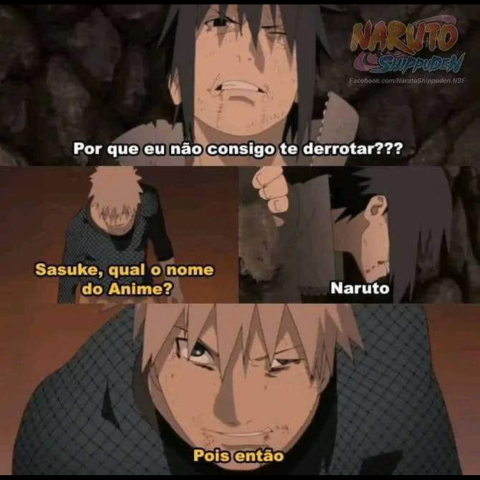 NARUTO
SHIPPUDEN
Facebook.com/NarutoShippuden.NSF
Por que eu não consigo te derrotar???
Sasuke, qual o nome
do Anime?
Naruto
Pois então